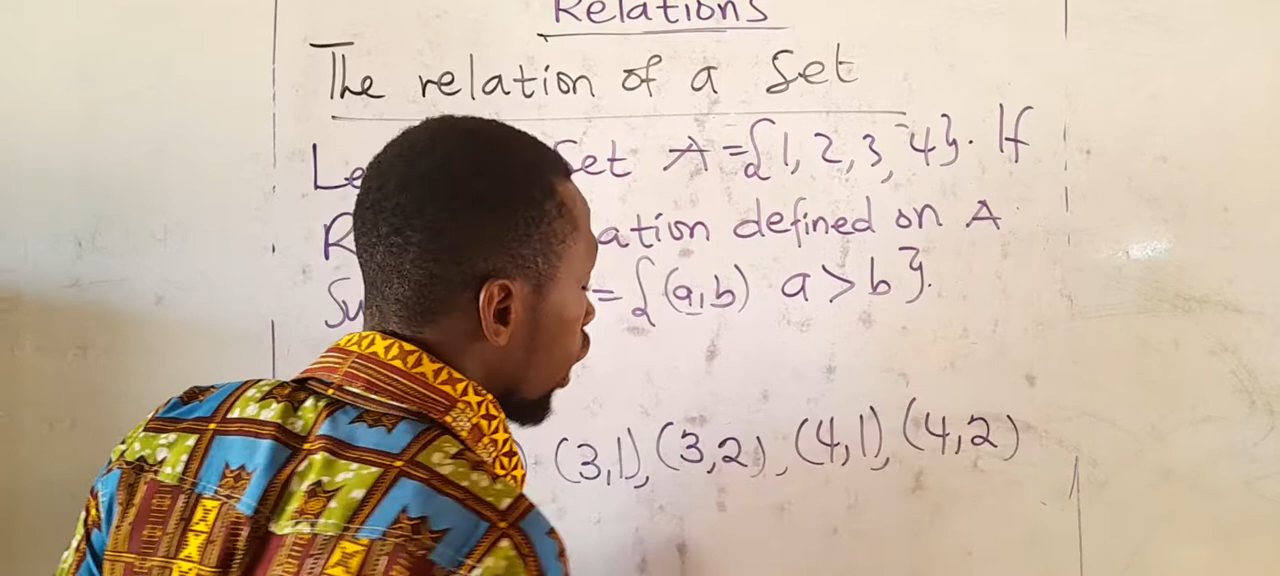 Relations
The relation of a Set
Le Set A={1, 2, 3, 4}. If
R ation defined on A
Su = {(a,b) a > b}.
(3,1), (3,2), (4,1), (4,2)